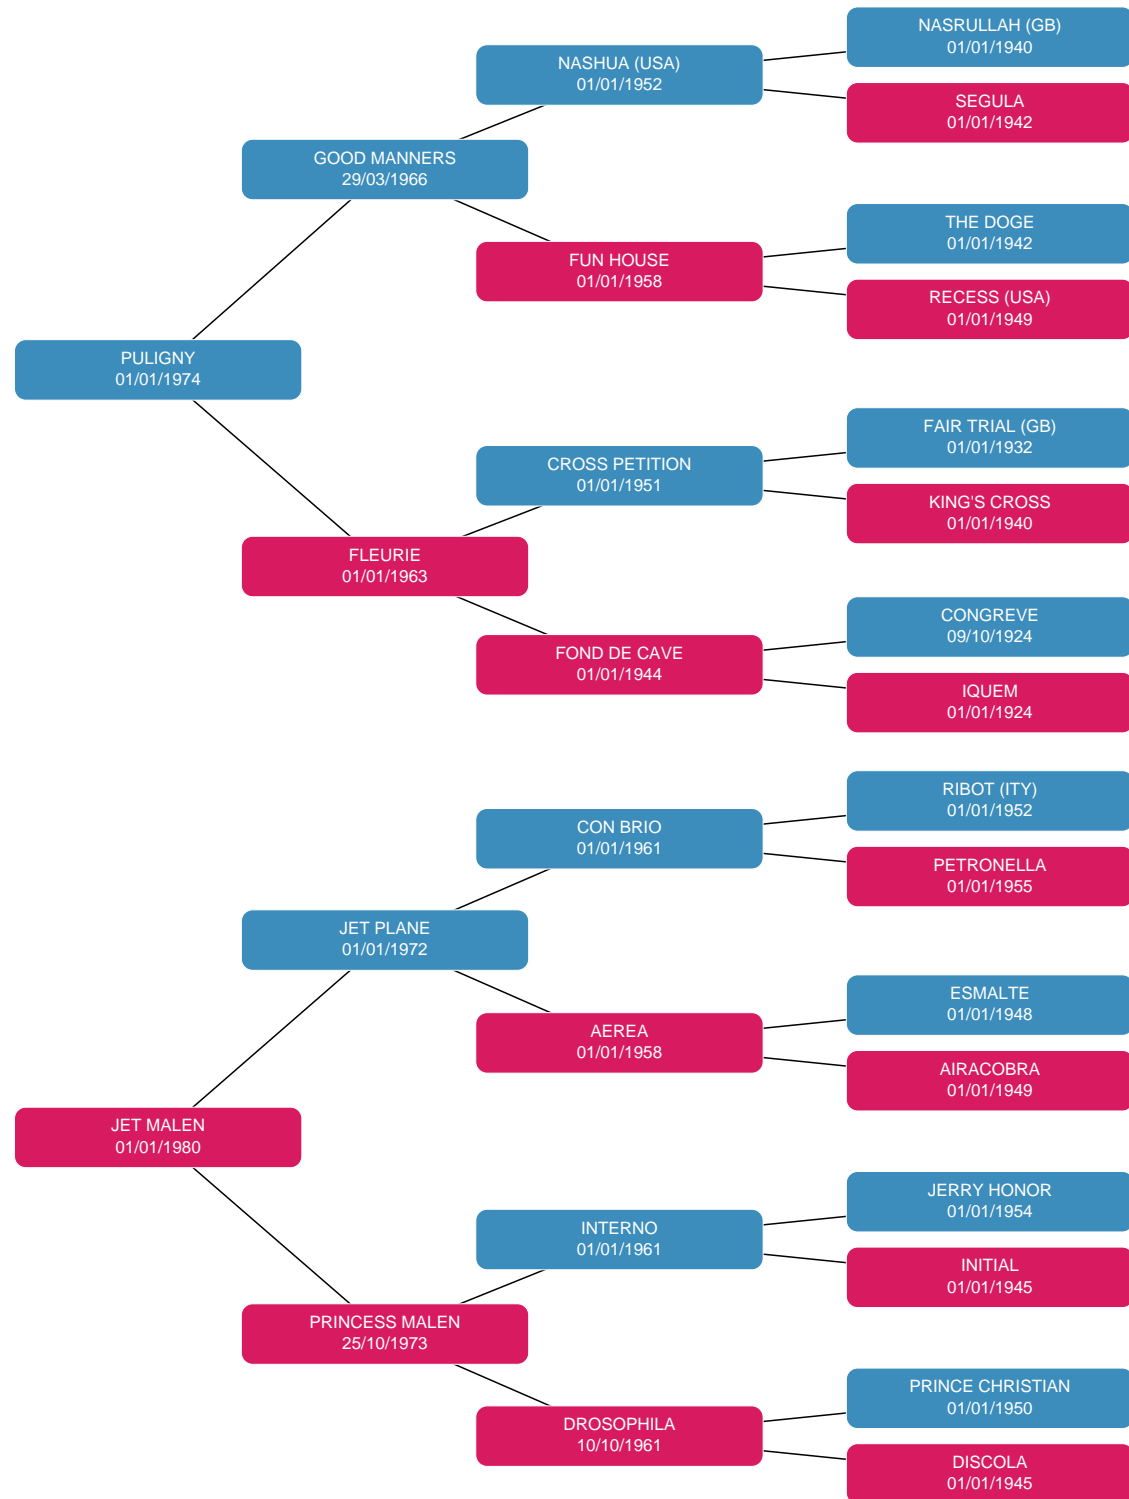 NASRULLAH (GB)
01/01/1940
NASHUA (USA)
01/01/1952
SEGULA
01/01/1942
GOOD MANNERS
29/03/1966
THE DOGE
01/01/1942
FUN HOUSE
01/01/1958
RECESS (USA)
01/01/1949
PULIGNY
01/01/1974
FAIR TRIAL (GB)
01/01/1932
CROSS PETITION
01/01/1951
KING'S CROSS
01/01/1940
FLEURIE
01/01/1963
CONGREVE
09/10/1924
FOND DE CAVE
01/01/1944
IQUEM
01/01/1924
RIBOT (ITY)
01/01/1952
CON BRIO
01/01/1961
PETRONELLA
01/01/1955
JET PLANE
01/01/1972
ESMALTE
01/01/1948
AEREA
01/01/1958
AIRACOBRA
01/01/1949
JET MALEN
01/01/1980
JERRY HONOR
01/01/1954
INTERNO
01/01/1961
INITIAL
01/01/1945
PRINCESS MALEN
25/10/1973
PRINCE CHRISTIAN
01/01/1950
DROSOPHILA
10/10/1961
DISCOLA
01/01/1945